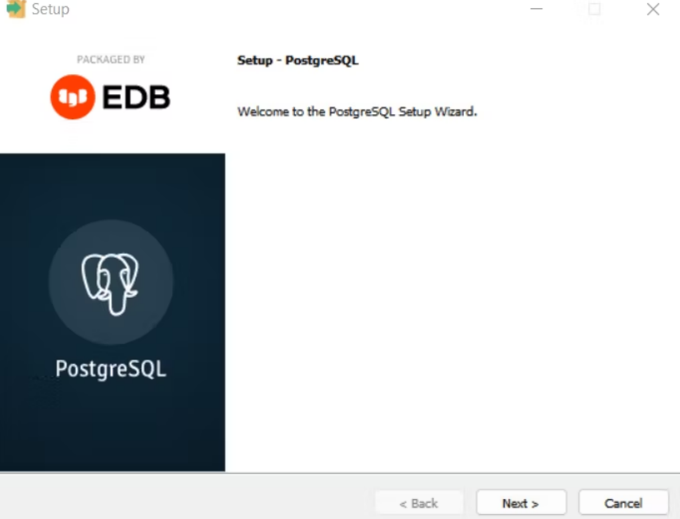 Setup
PACKAGED BY
EDB
Setup - PostgreSQL
Welcome to the PostgreSQL Setup Wizard.
PostgreSQL
< Back
Next >
Cancel